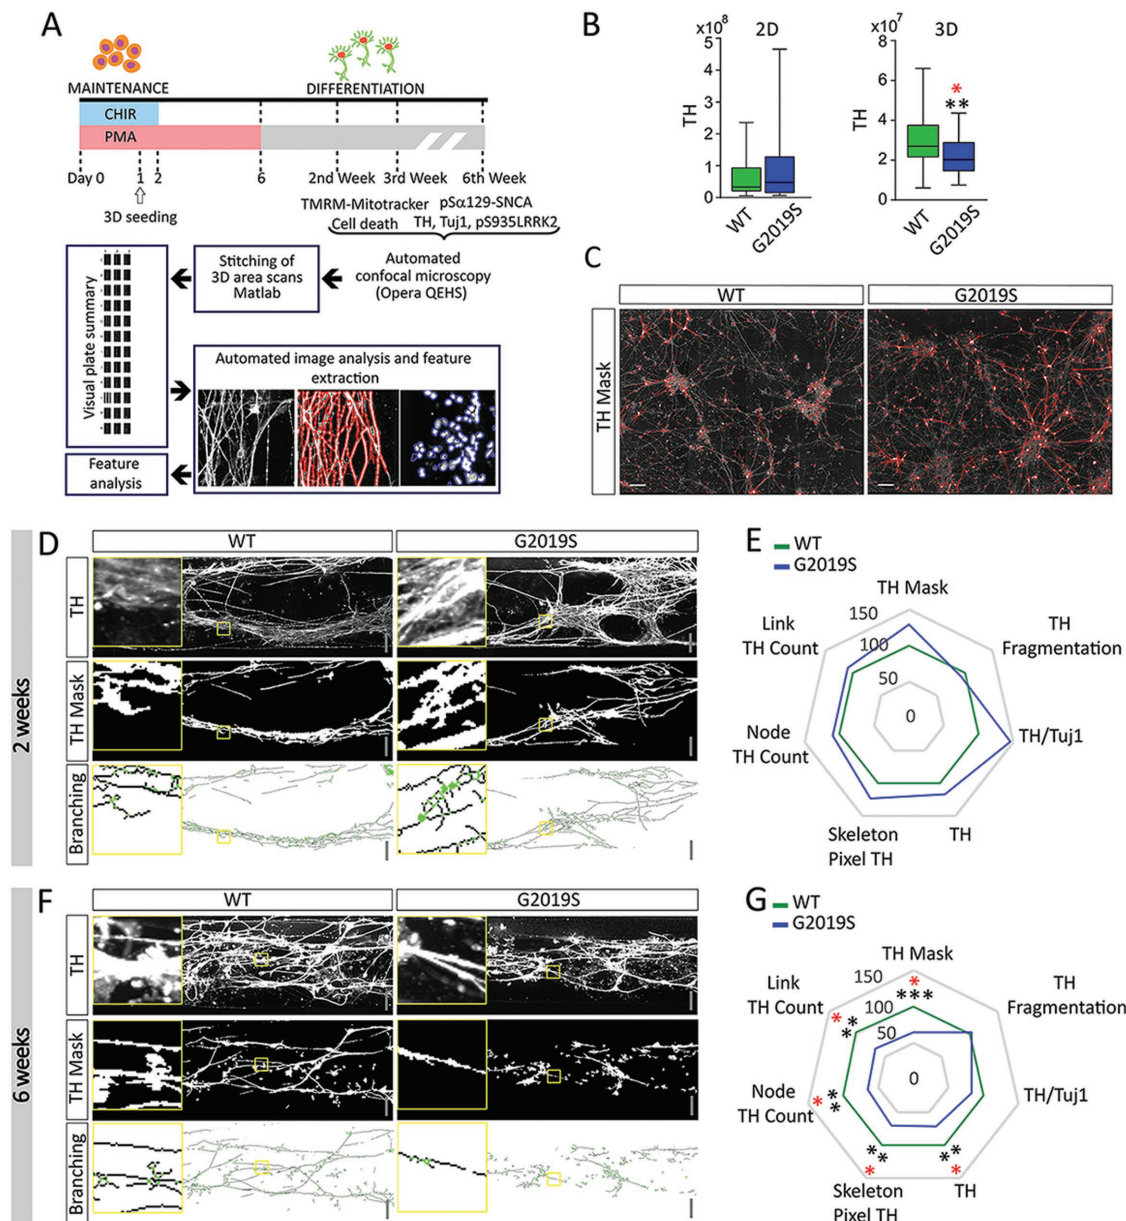 A
MAINTENANCE
DIFFERENTIATION
CHIR
PMA
Day 0
1
2
6
2nd Week
3rd Week
6th Week
3D seeding
TMRM-Mitotracker
pSα129-SNCA
Cell death
TH, Tuj1, pS935LRRK2
Visual plate summary
Stitching of
3D area scans
Matlab
Automated
confocal microscopy
(Opera QEHS)
Automated image analysis and feature
extraction
Feature
analysis
B
x10⁸
2D
5
4
3
2
1
0
TH
WT
G2019S
x10⁷
3D
8
6
4
2
0
TH
*
**
WT
G2019S
C
WT
G2019S
TH Mask
2 weeks
D
WT
G2019S
TH
TH Mask
Branching
E
WT
G2019S
TH Mask
150
100
50
0
Link
TH Count
TH
Fragmentation
Node
TH Count
TH/Tuj1
Skeleton
Pixel TH
TH
6 weeks
F
WT
G2019S
TH
TH Mask
Branching
G
WT
G2019S
TH Mask
150
100
50
0
*
***
Link
TH Count
*
**
TH
Fragmentation
Node
TH Count
*
**
TH/Tuj1
**
*
**
*
Skeleton
Pixel TH
TH